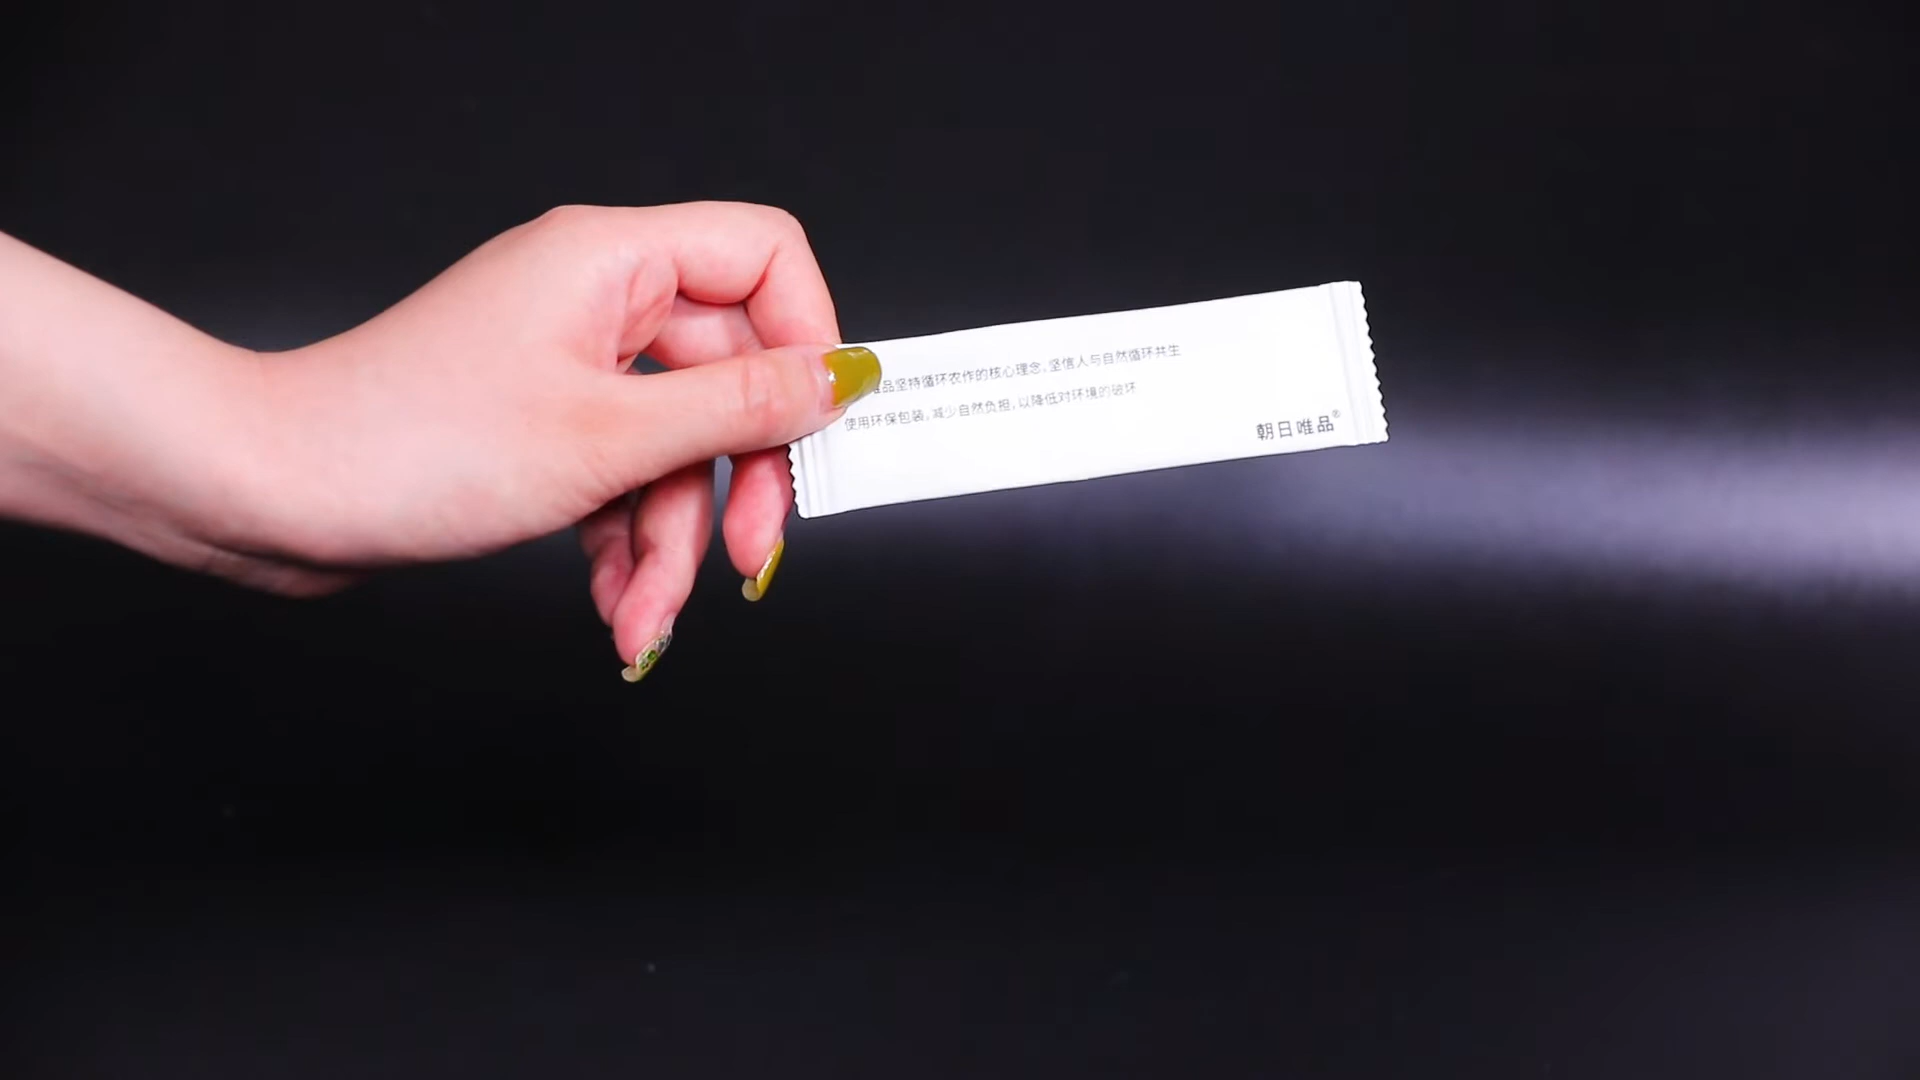 唯品坚持循环农作的核心理念,坚信人与自然循环共生
使用环保包装,减少自然负担,以降低对环境的破坏
朝日唯品®